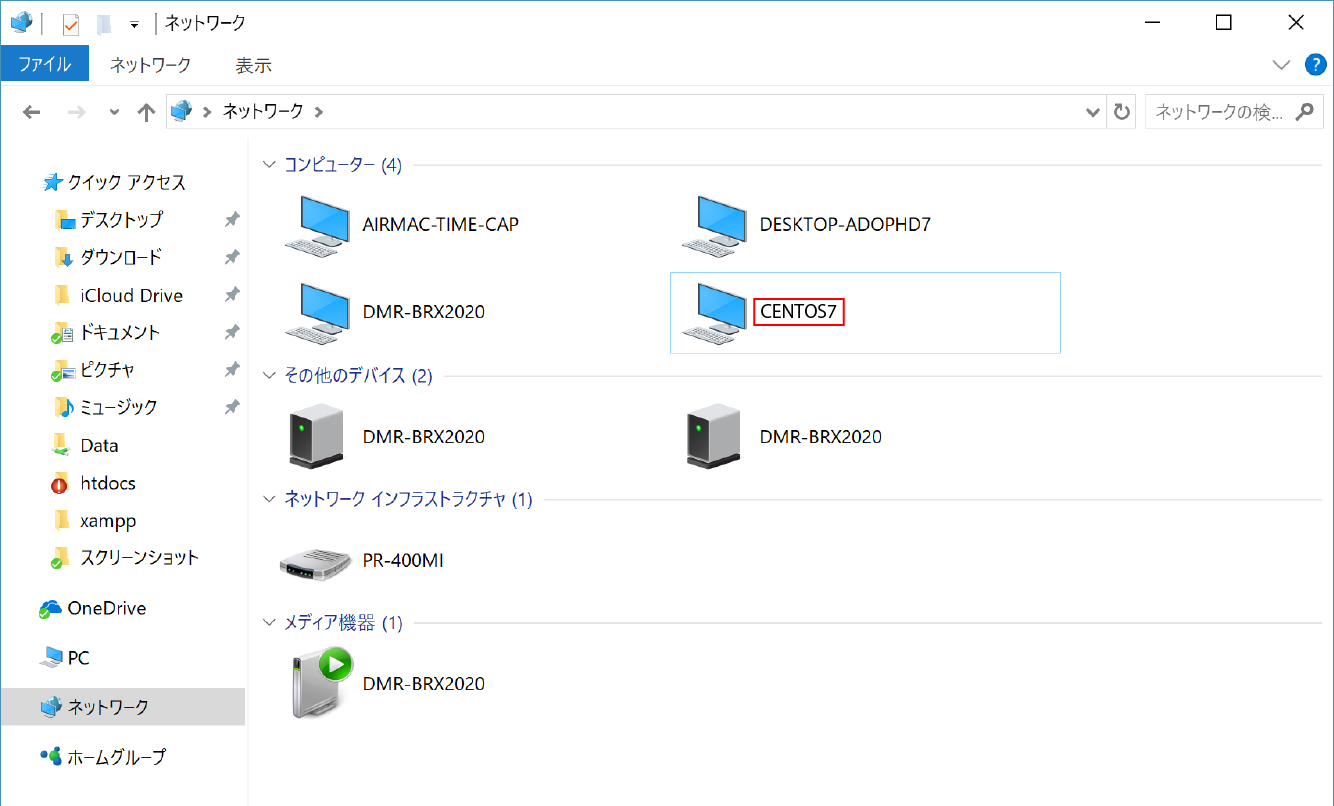 ネットワーク
ファイル ネットワーク 表示
ネットワーク
ネットワークの検...
クイック アクセス
デスクトップ
ダウンロード
iCloud Drive
ドキュメント
ピクチャ
ミュージック
Data
htdocs
xampp
スクリーンショット
OneDrive
PC
ネットワーク
ホームグループ
コンピューター (4)
AIRMAC-TIME-CAP
DESKTOP-ADOPHD7
DMR-BRX2020
CENTOS7
その他のデバイス (2)
DMR-BRX2020
DMR-BRX2020
ネットワーク インフラストラクチャ (1)
PR-400MI
メディア機器 (1)
DMR-BRX2020